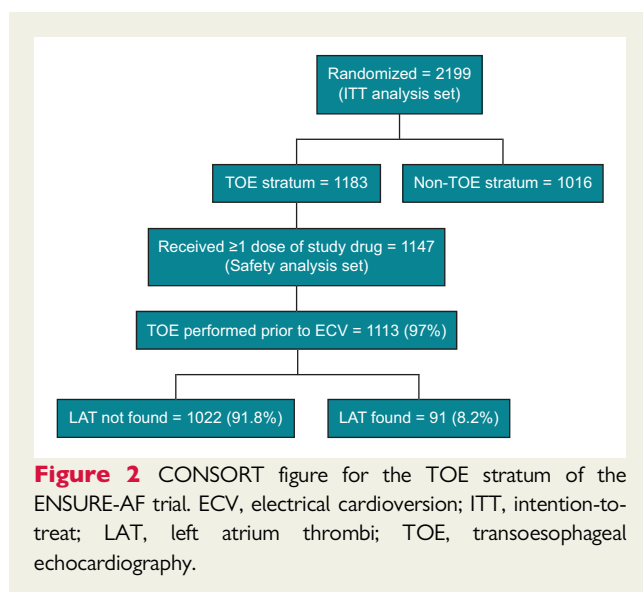 Randomized = 2199
(ITT analysis set)
TOE stratum = 1183
Non-TOE stratum = 1016
Received ≥1 dose of study drug = 1147
(Safety analysis set)
TOE performed prior to ECV = 1113 (97%)
LAT not found = 1022 (91.8%)
LAT found = 91 (8.2%)
Figure 2 CONSORT figure for the TOE stratum of the
ENSURE-AF trial. ECV, electrical cardioversion; ITT, intention-to-
treat; LAT, left atrium thrombi; TOE, transoesophageal
echocardiography.